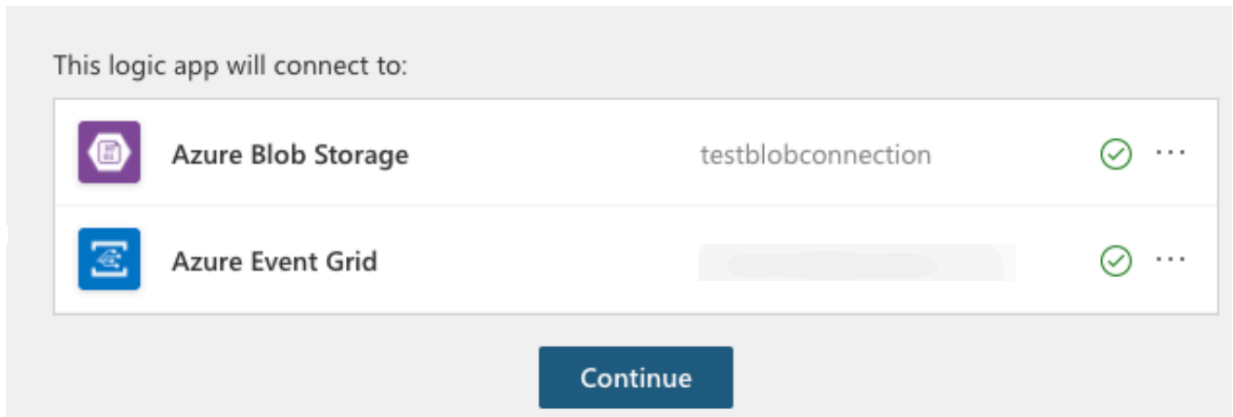 This logic app will connect to:
Azure Blob Storage testblobconnection ...
Azure Event Grid ...
Continue